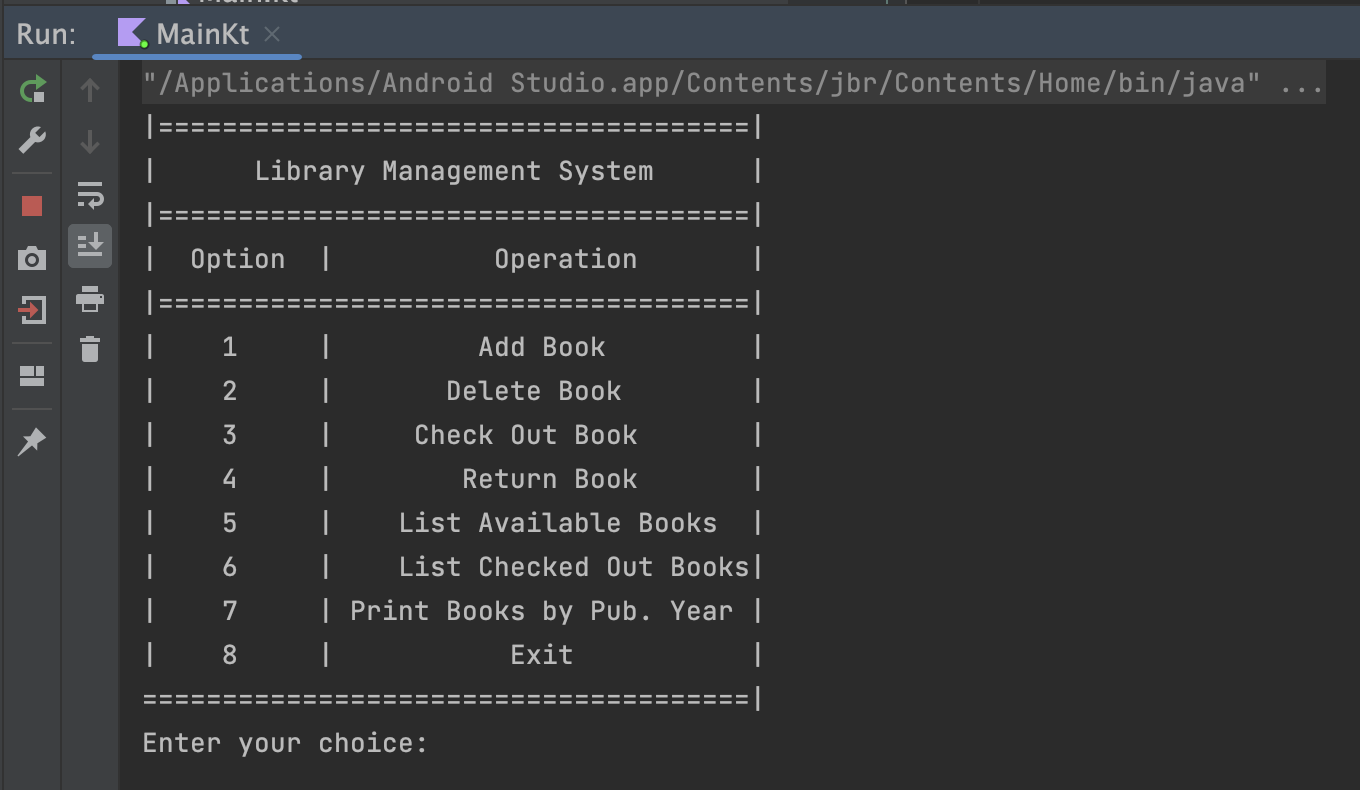 Run: MainKt
"/Applications/Android Studio.app/Contents/jbr/Contents/Home/bin/java" ...
|=====================================|
|      Library Management System      |
|=====================================|
|  Option  |          Operation       |
|=====================================|
|    1     |         Add Book         |
|    2     |       Delete Book        |
|    3     |     Check Out Book       |
|    4     |        Return Book       |
|    5     |    List Available Books  |
|    6     |    List Checked Out Books|
|    7     | Print Books by Pub. Year |
|    8     |           Exit           |
======================================|
Enter your choice: